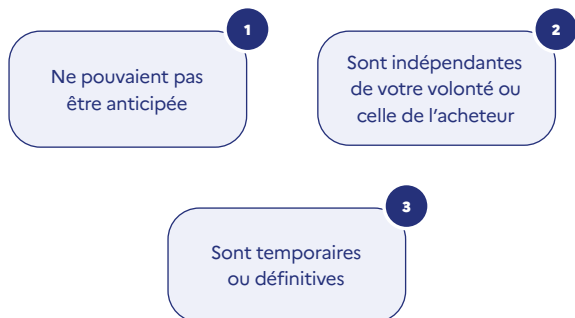 1
Ne pouvaient pas
être anticipée
2
Sont indépendantes
de votre volonté ou
celle de l'acheteur
3
Sont temporaires
ou définitives